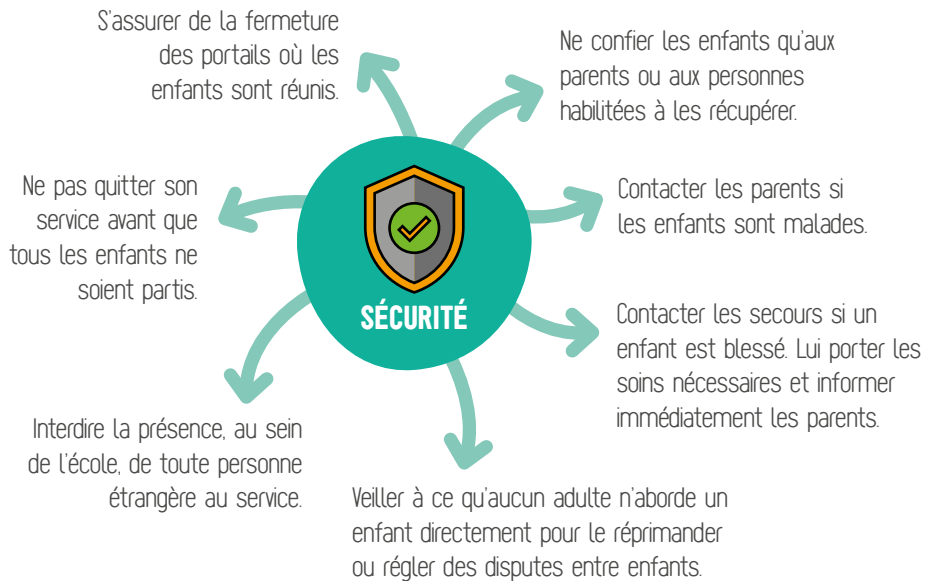 S'assurer de la fermeture
des portails où les
enfants sont réunis.
Ne confier les enfants qu'aux
parents ou aux personnes
habilitées à les récupérer.
Ne pas quitter son
service avant que
tous les enfants ne
soient partis.
Contacter les parents si
les enfants sont malades.
SÉCURITÉ
Contacter les secours si un
enfant est blessé. Lui porter les
soins nécessaires et informer
immédiatement les parents.
Interdire la présence, au sein
de l'école, de toute personne
étrangère au service.
Veiller à ce qu'aucun adulte n'aborde un
enfant directement pour le réprimander
ou régler des disputes entre enfants.